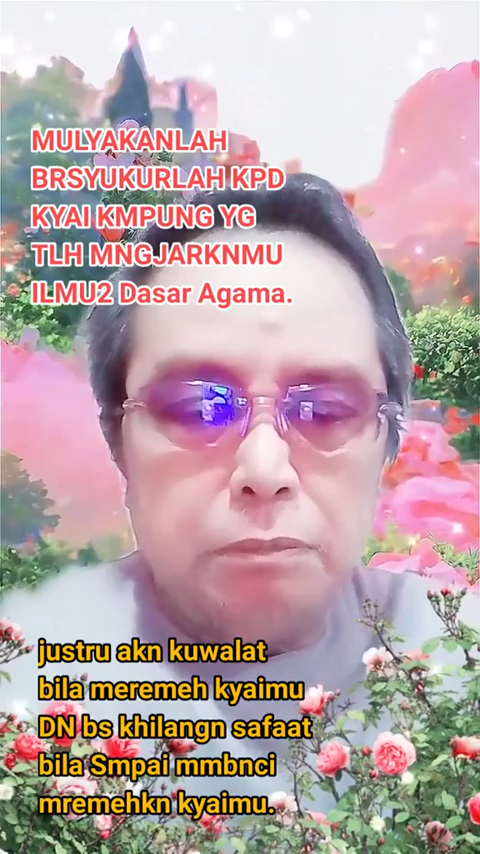 MULYAKANLAH
BRSYUKURLAH KPD
KYAI KMPUNG YG
TLH MNGJARKNMU
ILMU2 Dasar Agama.
justru akn kuwalat
bila meremeh kyaimu
DN bs khilangn safaat
bila Smpai mmbnci
mremehkn kyaimu.